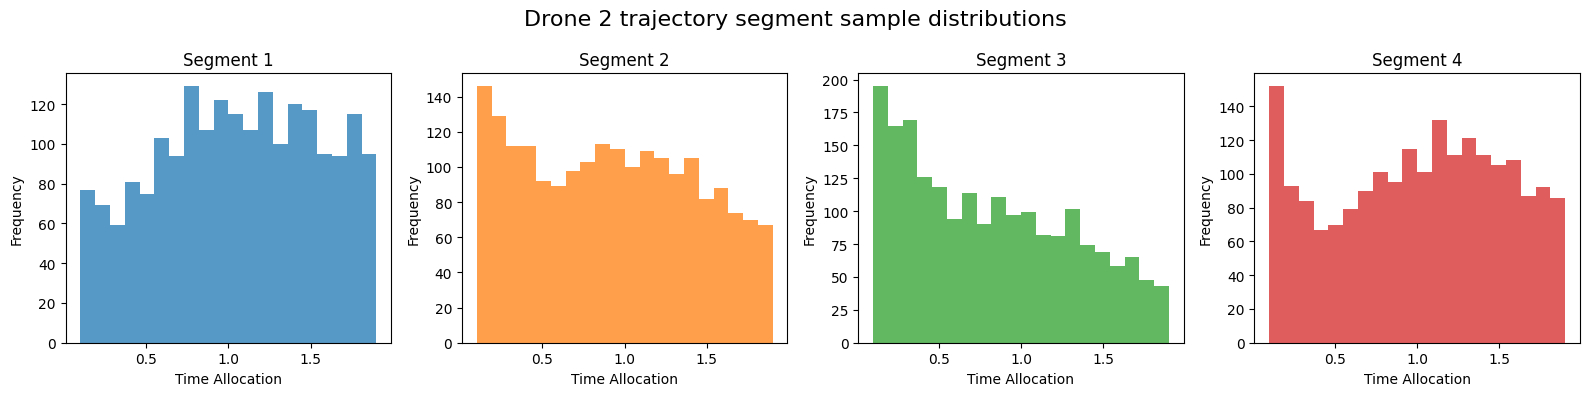 Drone 2 trajectory segment sample distributions
Segment 1
Frequency
120
100
80
60
40
20
0
0.5 1.0 1.5
Time Allocation
Segment 2
Frequency
140
120
100
80
60
40
20
0
0.5 1.0 1.5
Time Allocation
Segment 3
Frequency
200
175
150
125
100
75
50
25
0
0.5 1.0 1.5
Time Allocation
Segment 4
Frequency
140
120
100
80
60
40
20
0
0.5 1.0 1.5
Time Allocation